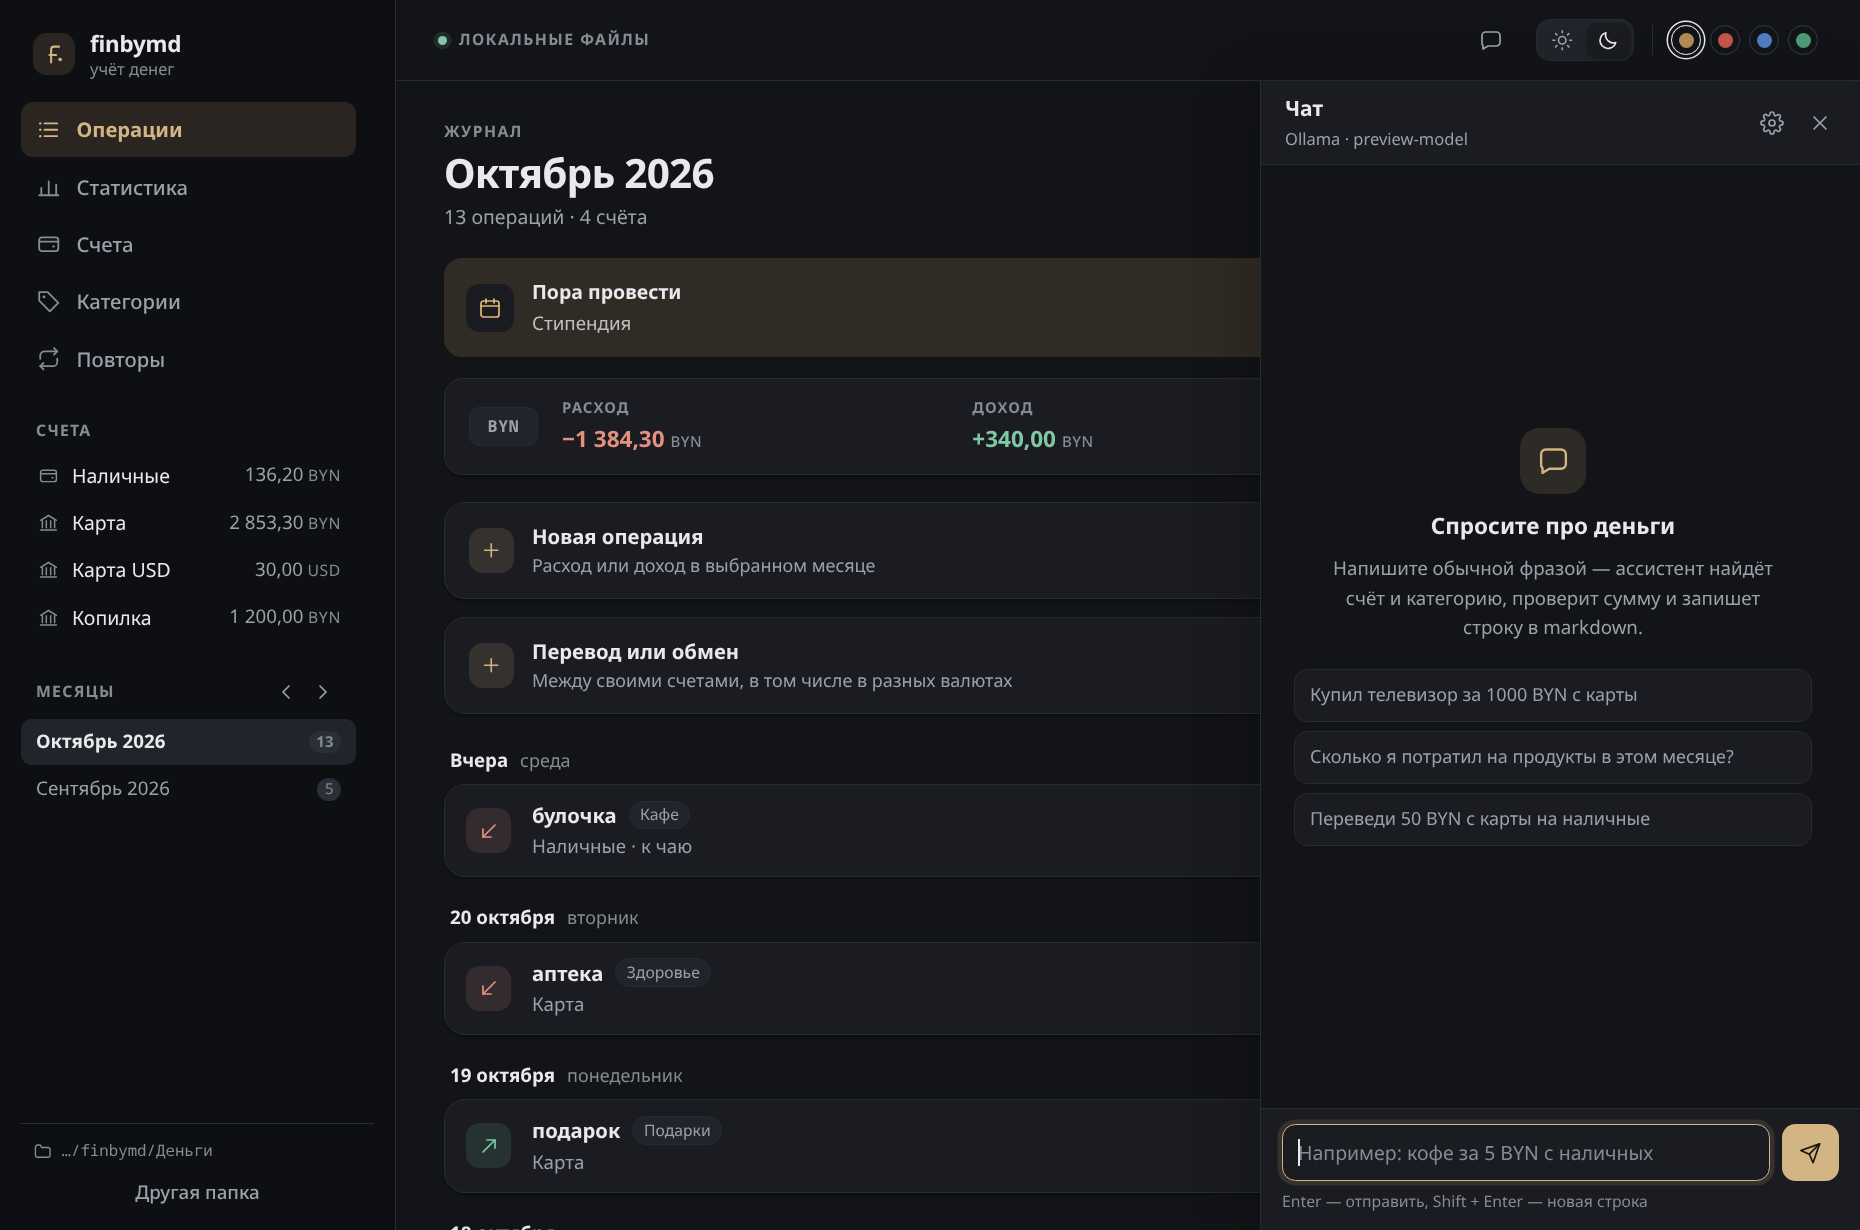 finbymd
учёт денег
Операции
Статистика
Счета
Категории
Повторы
СЧЕТА
Наличные 136,20 BYN
Карта 2 853,30 BYN
Карта USD 30,00 USD
Копилка 1 200,00 BYN
МЕСЯЦЫ
Октябрь 2026 13
Сентябрь 2026 5
…/finbymd/Деньги
Другая папка
ЛОКАЛЬНЫЕ ФАЙЛЫ
ЖУРНАЛ
Октябрь 2026
13 операций · 4 счёта
Пора провести
Стипендия
BYN
РАСХОД
−1 384,30 BYN
ДОХОД
+340,00 BYN
Новая операция
Расход или доход в выбранном месяце
Перевод или обмен
Между своими счетами, в том числе в разных валютах
Вчера среда
булочка Кафе
Наличные · к чаю
20 октября вторник
аптека Здоровье
Карта
19 октября понедельник
подарок Подарки
Карта
Чат
Ollama · preview-model
Спросите про деньги
Напишите обычной фразой — ассистент найдёт
счёт и категорию, проверит сумму и запишет
строку в markdown.
Купил телевизор за 1000 BYN с карты
Сколько я потратил на продукты в этом месяце?
Переведи 50 BYN с карты на наличные
Например: кофе за 5 BYN с наличных
Enter — отправить, Shift + Enter — новая строка